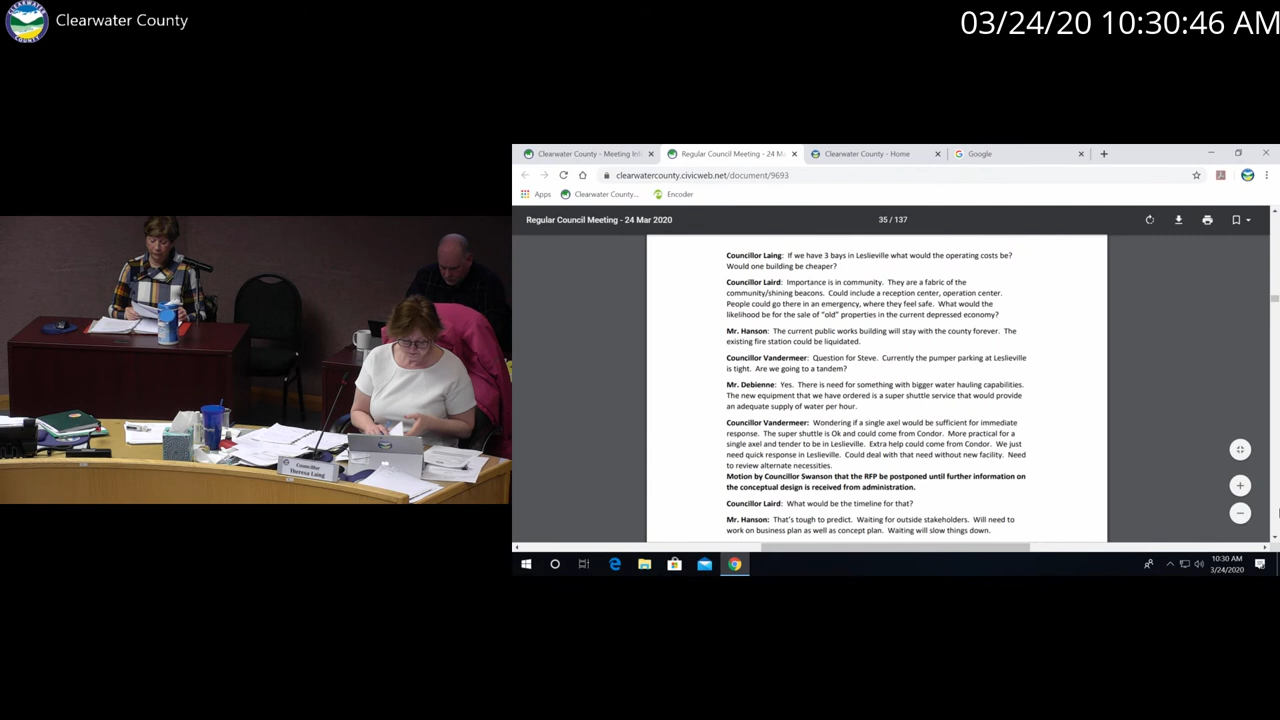 Clearwater County
03/24/20 10:30:46 AM
Clearwater County - Meeting Inf
Regular Council Meeting - 24 M
Clearwater County - Home
Google
clearwatercounty.civicweb.net/document/9693
Apps
Clearwater County...
Encoder
Regular Council Meeting - 24 Mar 2020
35 / 137
Councillor Laing: If we have 3 bays in Leslieville what would the operating costs be?
Would one building be cheaper?
Councillor Laird: Importance is in community. They are a fabric of the
community/shining beacons. Could include a reception center, operation center.
People could go there in an emergency, where they feel safe. What would the
likelihood be for the sale of "old" properties in the current depressed economy?
Mr. Hanson: The current public works building will stay with the county forever. The
existing fire station could be liquidated.
Councillor Vandermeer: Question for Steve. Currently the pumper parking at Leslieville
is tight. Are we going to a tandem?
Mr. Debienne: Yes. There is need for something with bigger water hauling capabilities.
The new equipment that we have ordered is a super shuttle service that would provide
an adequate supply of water per hour.
Councillor Vandermeer: Wondering if a single axel would be sufficient for immediate
response. The super shuttle is Ok and could come from Condor. More practical for a
single axel and tender to be in Leslieville. Extra help could come from Condor. We just
need quick response in Leslieville. Could deal with that need without new facility. Need
to review alternate necessities.
Motion by Councillor Swanson that the RFP be postponed until further information on
the conceptual design is received from administration.
Councillor Laird: What would be the timeline for that?
Mr. Hanson: That's tough to predict. Waiting for outside stakeholders. Will need to
work on business plan as well as concept plan. Waiting will slow things down.
Councillor
Theresa Laing
10:30 AM
3/24/2020